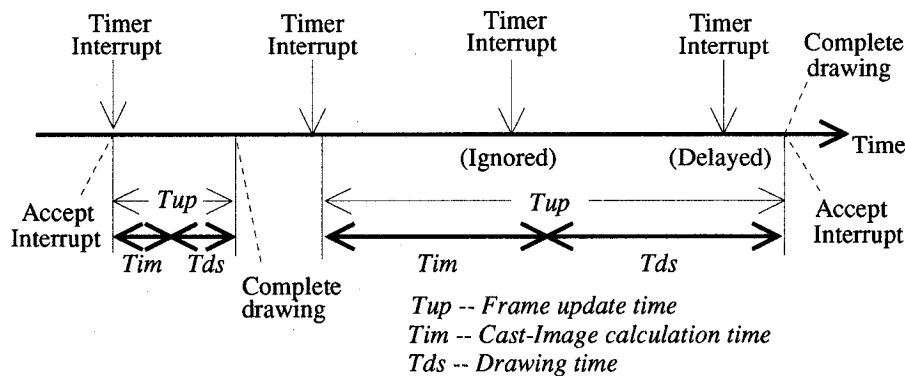 Timer
Interrupt
Timer
Interrupt
Timer
Interrupt
Timer
Interrupt
Complete
drawing
(Ignored)
(Delayed)
Time
Accept
Interrupt
Tup
Tup
Accept
Interrupt
Tim
Tds
Tim
Tds
Complete
drawing
Tup -- Frame update time
Tim -- Cast-Image calculation time
Tds -- Drawing time